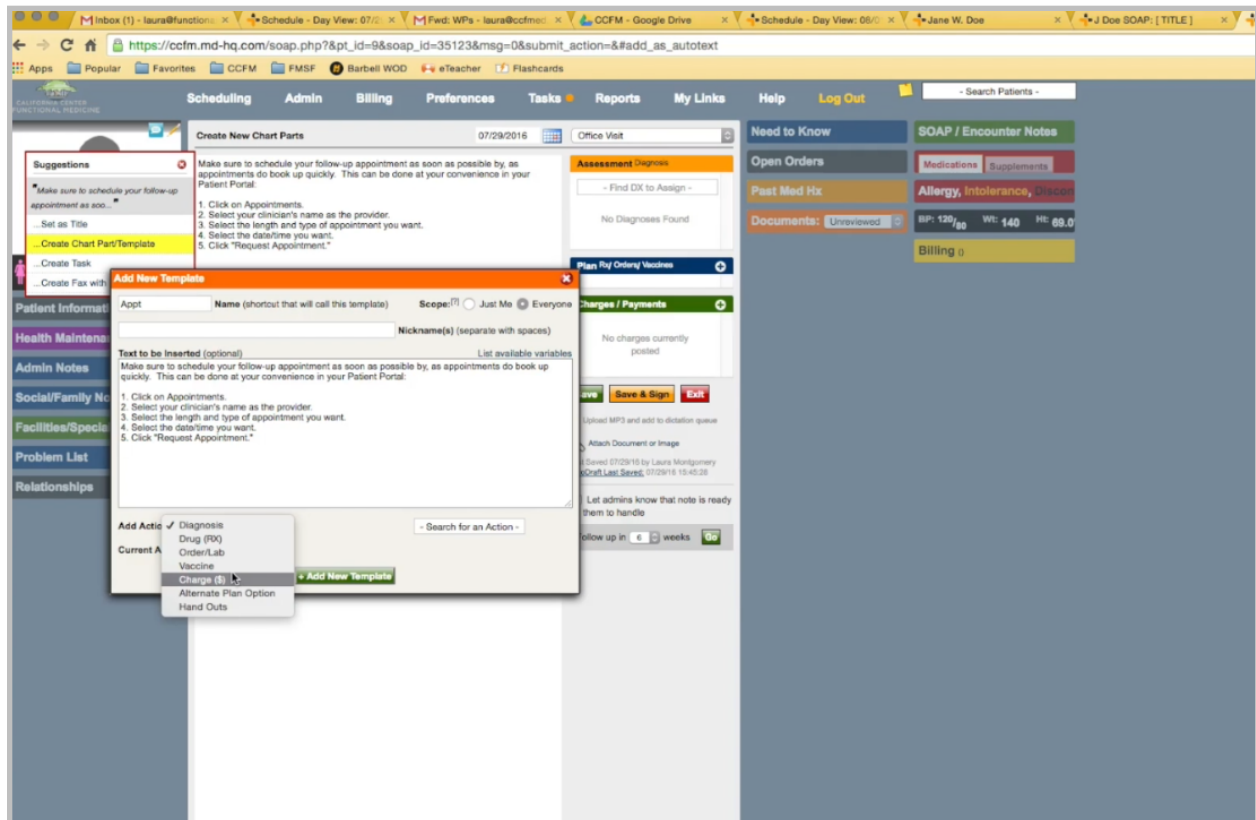 Inbox (1) - laura@function
Schedule - Day View: 07/2
Fwd: WPs - laura@ccfmed
CCFM - Google Drive
Schedule - Day View: 08/0
Jane W. Doe
J Doe SOAP: [ TITLE ]
https://ccfm.md-hq.com/soap.php?&pt_id=9&soap_id=35123&msg=0&submit_action=&#add_as_autotext
Apps Popular Favorites CCFM FMSF Barbell WOD eTeacher Flashcards
CALIFORNIA CENTER
FUNCTIONAL MEDICINE
Scheduling Admin Billing Preferences Tasks Reports My Links Help Log Out
- Search Patients -
Create New Chart Parts 07/29/2016 Office Visit
Make sure to schedule your follow-up appointment as soon as possible by, as
appointments do book up quickly. This can be done at your convenience in your
Patient Portal:
1. Click on Appointments.
2. Select your clinician's name as the provider.
3. Select the length and type of appointment you want.
4. Select the date/time you want.
5. Click "Request Appointment."
Suggestions
"Make sure to schedule your follow-up
appointment as soo..."
...Set as Title
...Create Chart Part/Template
...Create Task
...Create Fax with
Patient Informati
Health Maintena
Admin Notes
Social/Family No
Facilities/Specia
Problem List
Relationships
Add New Template
Appt Name (shortcut that will call this template) Scope:[?] Just Me Everyone
Nickname(s) (separate with spaces)
Text to be Inserted (optional) List available variables
Make sure to schedule your follow-up appointment as soon as possible by, as appointments do book up
quickly. This can be done at your convenience in your Patient Portal:
1. Click on Appointments.
2. Select your clinician's name as the provider.
3. Select the length and type of appointment you want.
4. Select the date/time you want.
5. Click "Request Appointment."
Add Actio
✓ Diagnosis
Drug (RX)
Order/Lab
Vaccine
Charge ($)
Alternate Plan Option
Hand Outs
- Search for an Action -
Current A
+ Add New Template
Assessment Diagnosis
- Find DX to Assign -
No Diagnoses Found
Plan Rx/ Orders/ Vaccines
Charges / Payments
No charges currently
posted
ave Save & Sign Exit
Upload MP3 and add to dictation queue
Attach Document or Image
Saved 07/29/16 by Laura Montgomery
Draft Last Saved: 07/29/16 15:45:28
Let admins know that note is ready
them to handle
ollow up in 6 weeks Go
Need to Know
Open Orders
Past Med Hx
Documents: Unreviewed
SOAP / Encounter Notes
Medications Supplements
Allergy, Intolerance, Discon
BP: 120/80 Wt: 140 Ht: 69.0
Billing ()